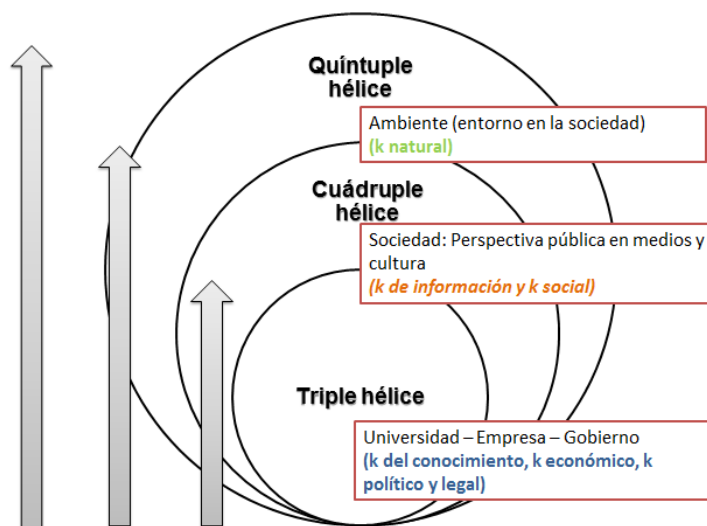 Quíntuple
hélice
Ambiente (entorno en la sociedad)
(k natural)
Cuádruple
hélice
Sociedad: Perspectiva pública en medios y
cultura
(k de información y k social)
Triple hélice
Universidad – Empresa – Gobierno
(k del conocimiento, k económico, k
político y legal)